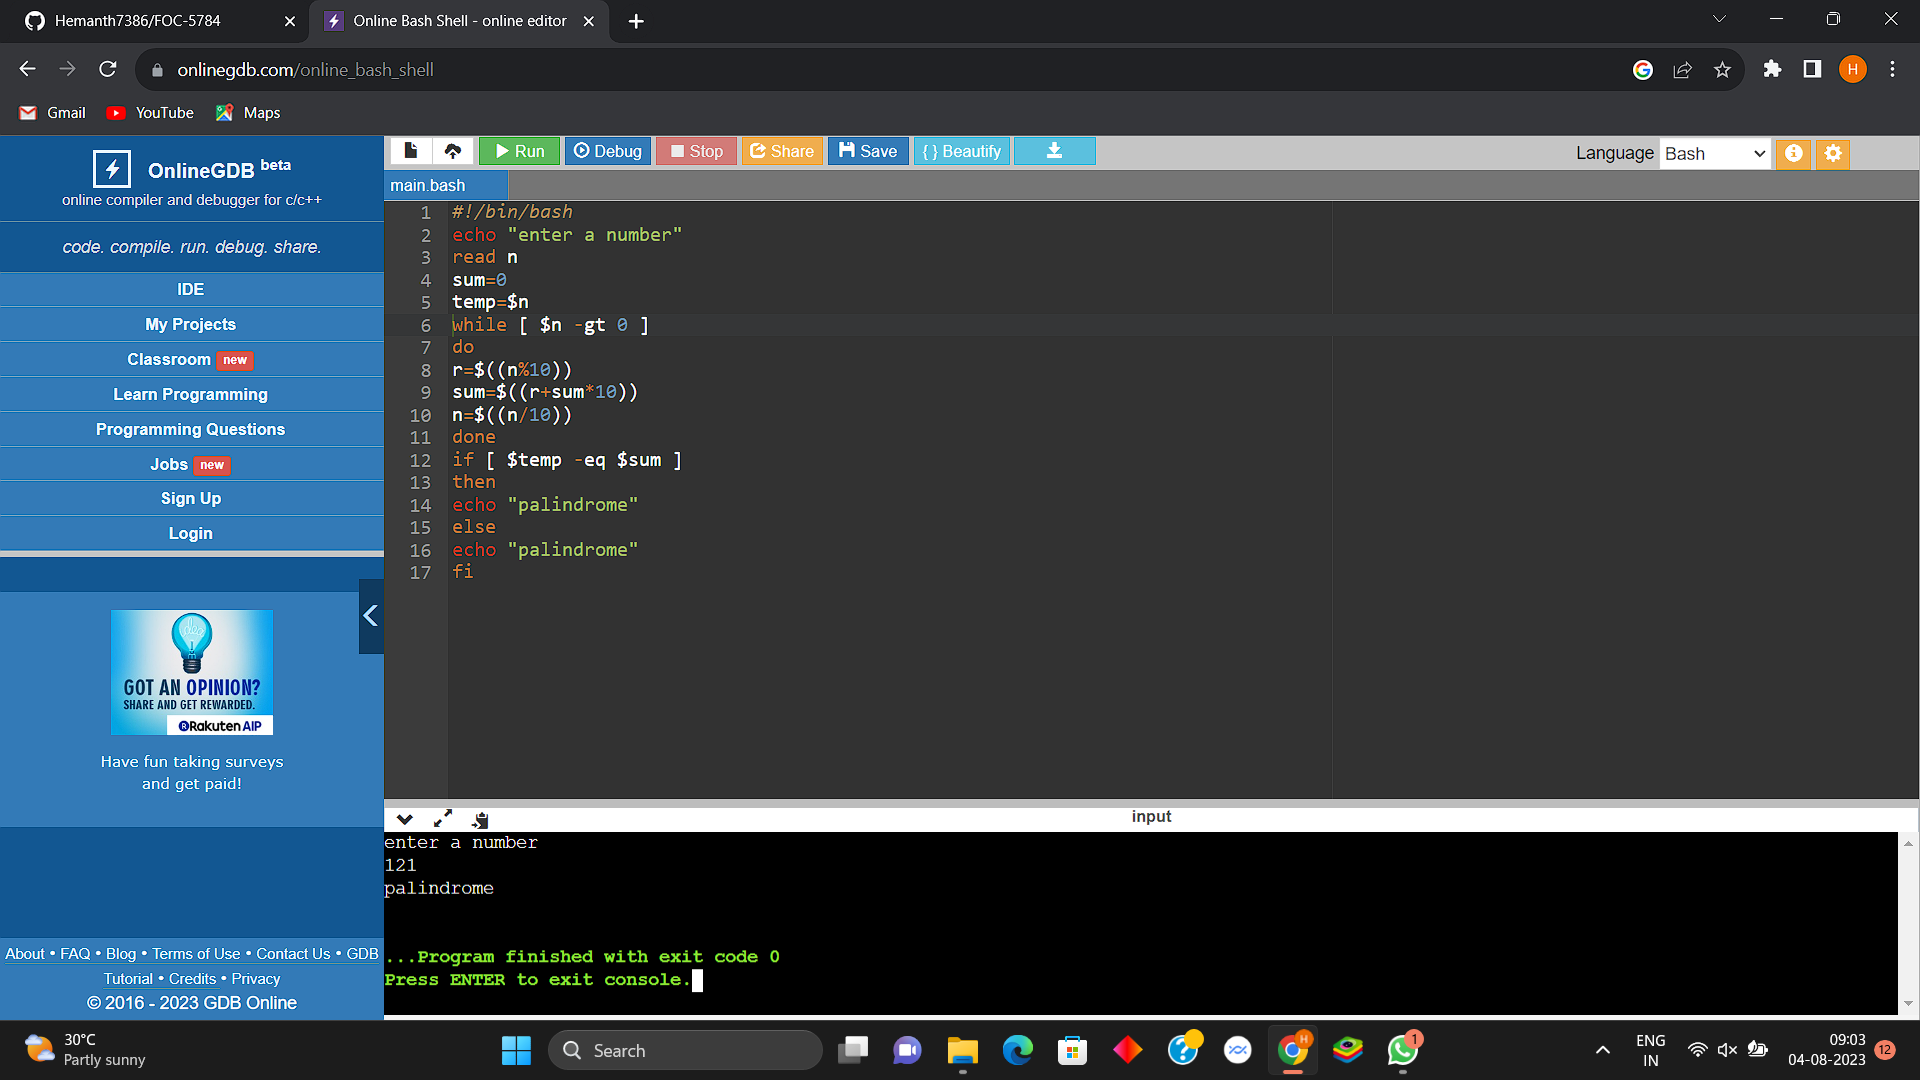 Hemanth7386/FOC-5784
Online Bash Shell - online editor
onlinegdb.com/online_bash_shell
H
Gmail
YouTube
Maps
OnlineGDB beta
online compiler and debugger for c/c++
code. compile. run. debug. share.
IDE
My Projects
Classroom new
Learn Programming
Programming Questions
Jobs new
Sign Up
Login
idea
GOT AN OPINION?
SHARE AND GET REWARDED.
Rakuten AIP
Have fun taking surveys
and get paid!
About • FAQ • Blog • Terms of Use • Contact Us • GDB
Tutorial • Credits • Privacy
© 2016 - 2023 GDB Online
Run Debug Stop Share Save { } Beautify
Language Bash
main.bash
1 #!/bin/bash
2 echo "enter a number"
3 read n
4 sum=0
5 temp=$n
6 while [ $n -gt 0 ]
7 do
8 r=$((n%10))
9 sum=$((r+sum*10))
10 n=$((n/10))
11 done
12 if [ $temp -eq $sum ]
13 then
14 echo "palindrome"
15 else
16 echo "palindrome"
17 fi
input
enter a number
121
palindrome
...Program finished with exit code 0
Press ENTER to exit console.
30°C
Partly sunny
Search
H
1
ENG
IN
09:03
04-08-2023
12